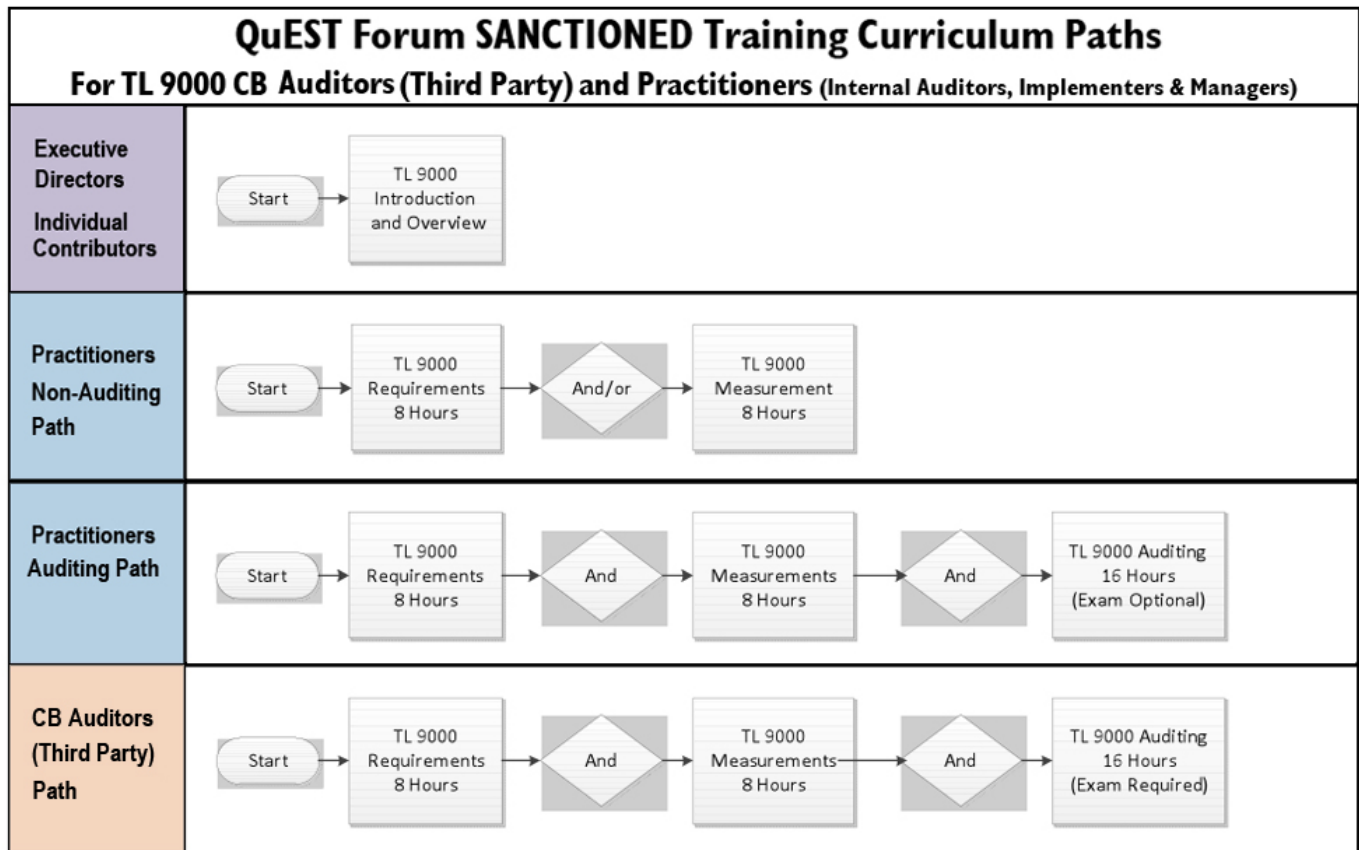 QuEST Forum SANCTIONED Training Curriculum Paths
For TL 9000 CB Auditors (Third Party) and Practitioners (Internal Auditors, Implementers & Managers)
Executive
Directors
Individual
Contributors
Start
TL 9000
Introduction
and Overview
Practitioners
Non-Auditing
Path
Start
TL 9000
Requirements
8 Hours
And/or
TL 9000
Measurement
8 Hours
Practitioners
Auditing Path
Start
TL 9000
Requirements
8 Hours
And
TL 9000
Measurements
8 Hours
And
TL 9000 Auditing
16 Hours
(Exam Optional)
CB Auditors
(Third Party)
Path
Start
TL 9000
Requirements
8 Hours
And
TL 9000
Measurements
8 Hours
And
TL 9000 Auditing
16 Hours
(Exam Required)